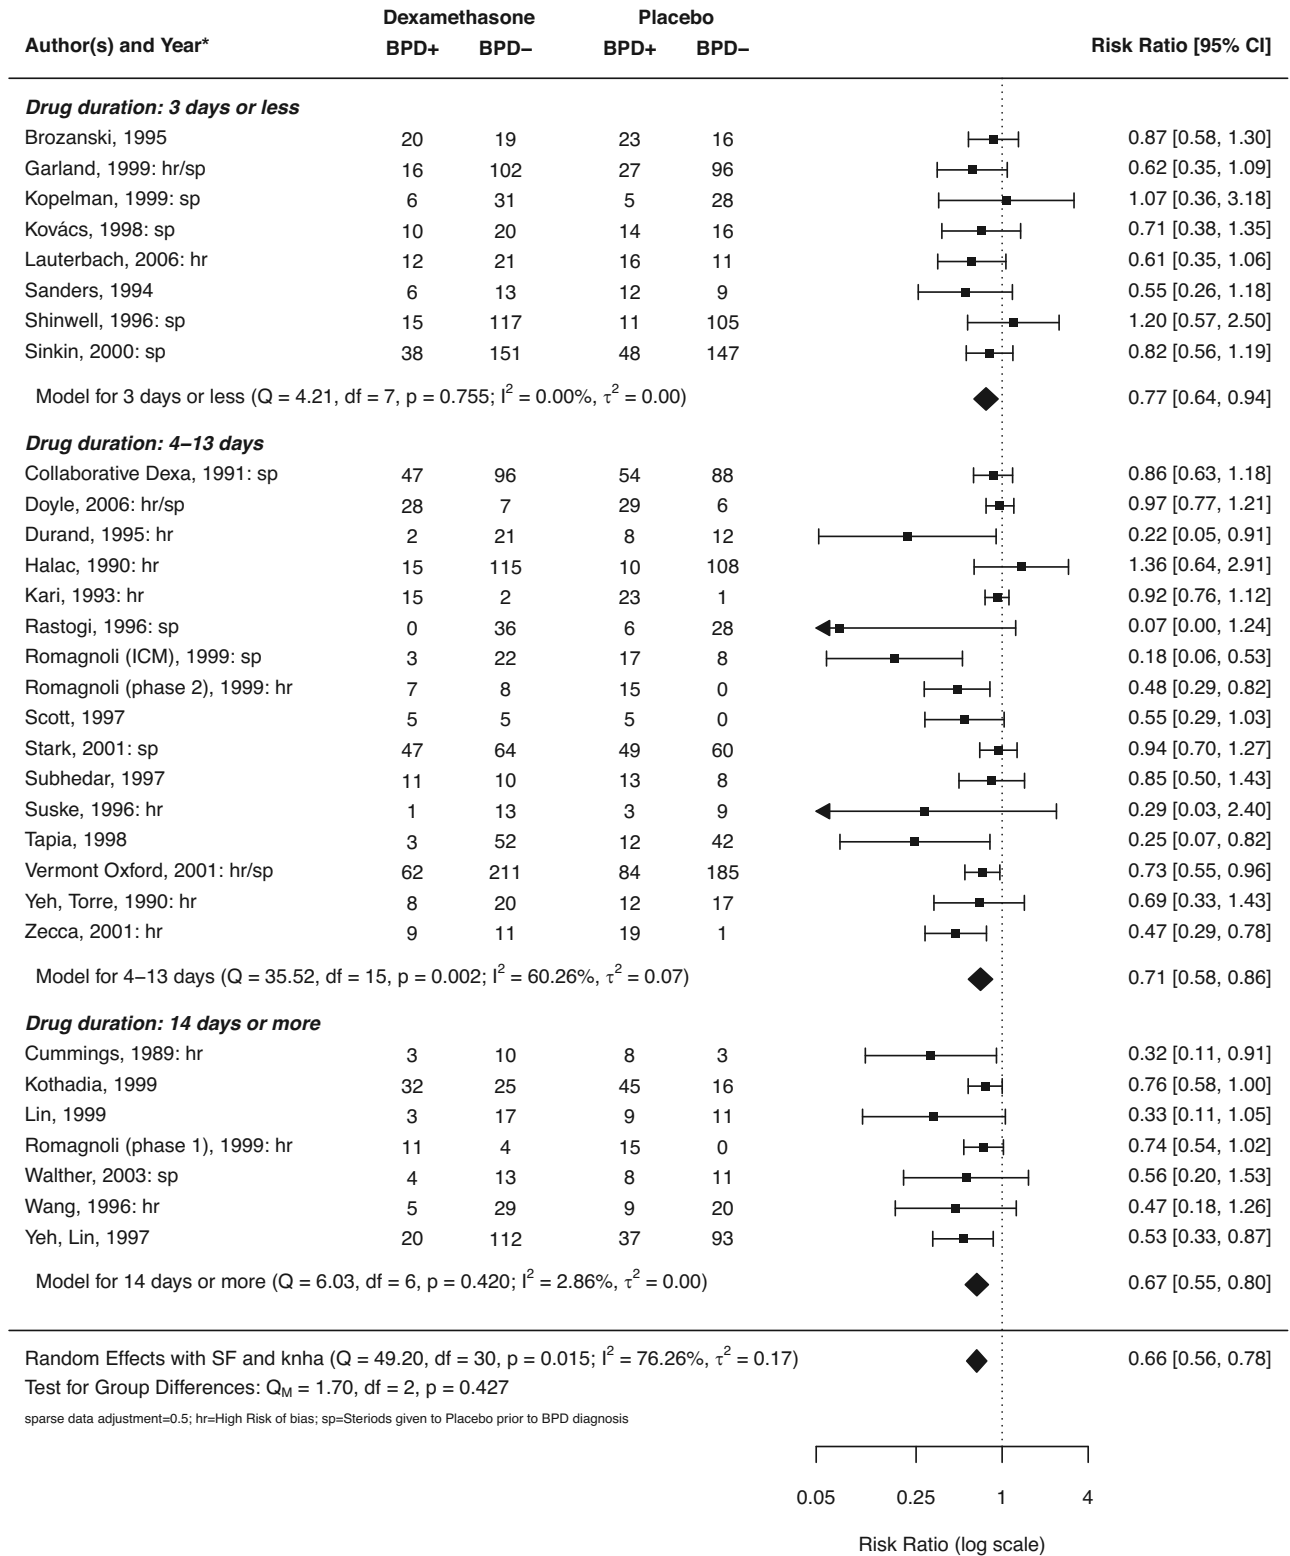 Dexamethasone Placebo
Author(s) and Year* BPD+ BPD− BPD+ BPD− Risk Ratio [95% CI]
Drug duration: 3 days or less
Brozanski, 1995 20 19 23 16 0.87 [0.58, 1.30]
Garland, 1999: hr/sp 16 102 27 96 0.62 [0.35, 1.09]
Kopelman, 1999: sp 6 31 5 28 1.07 [0.36, 3.18]
Kovács, 1998: sp 10 20 14 16 0.71 [0.38, 1.35]
Lauterbach, 2006: hr 12 21 16 11 0.61 [0.35, 1.06]
Sanders, 1994 6 13 12 9 0.55 [0.26, 1.18]
Shinwell, 1996: sp 15 117 11 105 1.20 [0.57, 2.50]
Sinkin, 2000: sp 38 151 48 147 0.82 [0.56, 1.19]
Model for 3 days or less (Q = 4.21, df = 7, p = 0.755; I² = 0.00%, τ² = 0.00) 0.77 [0.64, 0.94]
Drug duration: 4−13 days
Collaborative Dexa, 1991: sp 47 96 54 88 0.86 [0.63, 1.18]
Doyle, 2006: hr/sp 28 7 29 6 0.97 [0.77, 1.21]
Durand, 1995: hr 2 21 8 12 0.22 [0.05, 0.91]
Halac, 1990: hr 15 115 10 108 1.36 [0.64, 2.91]
Kari, 1993: hr 15 2 23 1 0.92 [0.76, 1.12]
Rastogi, 1996: sp 0 36 6 28 0.07 [0.00, 1.24]
Romagnoli (ICM), 1999: sp 3 22 17 8 0.18 [0.06, 0.53]
Romagnoli (phase 2), 1999: hr 7 8 15 0 0.48 [0.29, 0.82]
Scott, 1997 5 5 5 0 0.55 [0.29, 1.03]
Stark, 2001: sp 47 64 49 60 0.94 [0.70, 1.27]
Subhedar, 1997 11 10 13 8 0.85 [0.50, 1.43]
Suske, 1996: hr 1 13 3 9 0.29 [0.03, 2.40]
Tapia, 1998 3 52 12 42 0.25 [0.07, 0.82]
Vermont Oxford, 2001: hr/sp 62 211 84 185 0.73 [0.55, 0.96]
Yeh, Torre, 1990: hr 8 20 12 17 0.69 [0.33, 1.43]
Zecca, 2001: hr 9 11 19 1 0.47 [0.29, 0.78]
Model for 4−13 days (Q = 35.52, df = 15, p = 0.002; I² = 60.26%, τ² = 0.07) 0.71 [0.58, 0.86]
Drug duration: 14 days or more
Cummings, 1989: hr 3 10 8 3 0.32 [0.11, 0.91]
Kothadia, 1999 32 25 45 16 0.76 [0.58, 1.00]
Lin, 1999 3 17 9 11 0.33 [0.11, 1.05]
Romagnoli (phase 1), 1999: hr 11 4 15 0 0.74 [0.54, 1.02]
Walther, 2003: sp 4 13 8 11 0.56 [0.20, 1.53]
Wang, 1996: hr 5 29 9 20 0.47 [0.18, 1.26]
Yeh, Lin, 1997 20 112 37 93 0.53 [0.33, 0.87]
Model for 14 days or more (Q = 6.03, df = 6, p = 0.420; I² = 2.86%, τ² = 0.00) 0.67 [0.55, 0.80]
Random Effects with SF and knha (Q = 49.20, df = 30, p = 0.015; I² = 76.26%, τ² = 0.17) 0.66 [0.56, 0.78]
Test for Group Differences: Q_M = 1.70, df = 2, p = 0.427
sparse data adjustment=0.5; hr=High Risk of bias; sp=Steriods given to Placebo prior to BPD diagnosis
0.05 0.25 1 4
Risk Ratio (log scale)